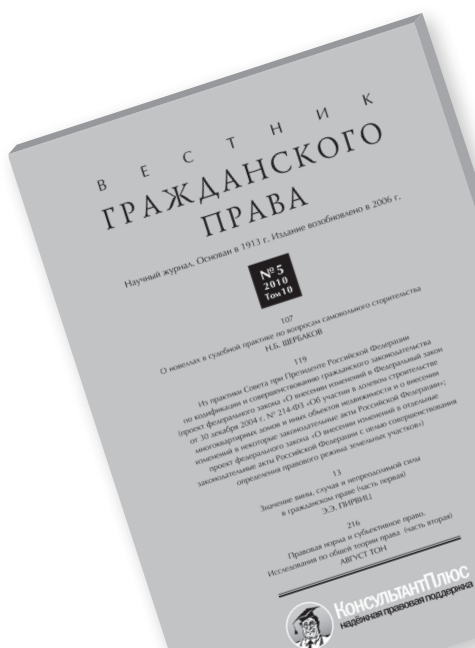 ВЕСТНИК
ГРАЖДАНСКОГО
ПРАВА
Научный журнал. Основан в 1913 г. Издание возобновлено в 2006 г.
№ 5
2010
Том 10
107
О новеллах в судебной практике по вопросам самовольного сторительства
Н.Б. ЩЕРБАКОВ
119
Из практики Совета при Президенте Российской Федерации
по кодификации и совершенствованию гражданского законодательства
(проект федерального закона «О внесении изменений в Федеральный закон
от 30 декабря 2004 г. № 214-ФЗ «Об участии в долевом строительстве
многоквартирных домов и иных объектов недвижимости и о внесении
изменений в некоторые законодательные акты Российской Федерации»;
проект федерального закона «О внесении изменений в отдельные
законодательные акты Российской Федерации с целью совершенствования
определения правового режима земельных участков»)
13
Значение вины, случая и непреодолимой силы
в гражданском праве (часть первая)
Э.Э. ПИРВИЦ
216
Правовая норма и субъективное право.
Исследования по общей теории права (часть вторая)
АВГУСТ ТОН
КонсультантПлюс
надёжная правовая поддержка